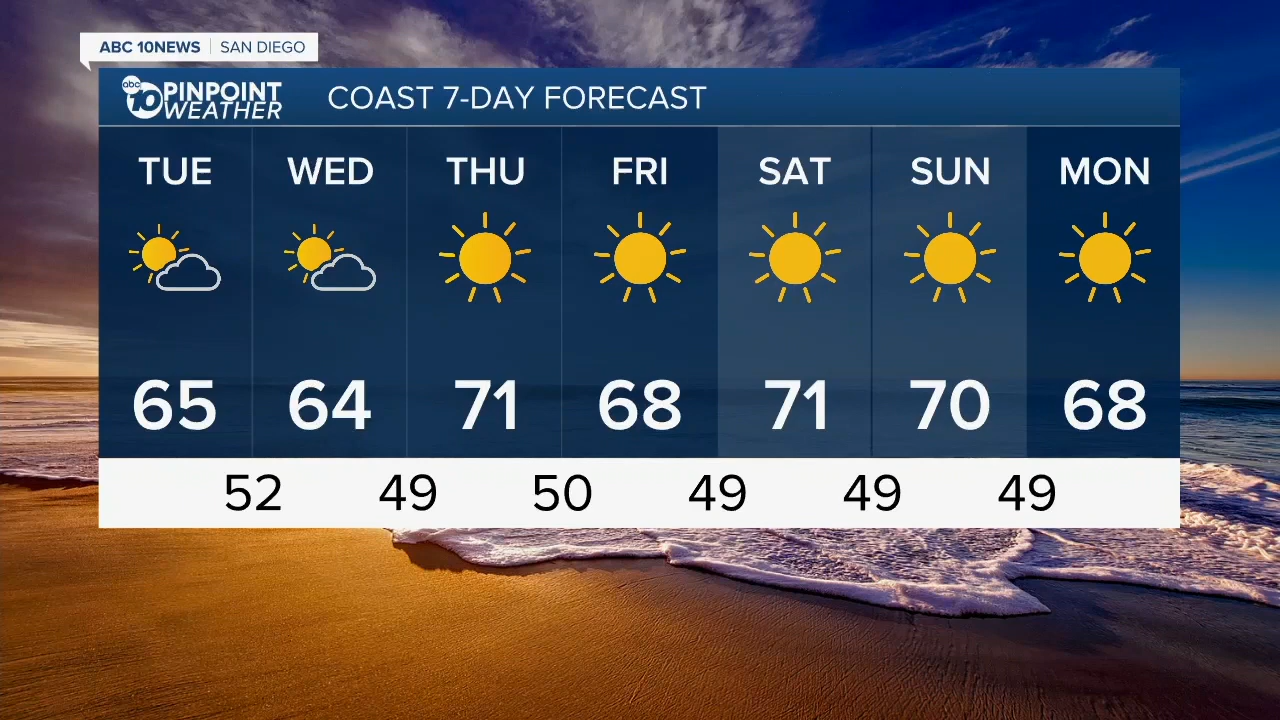 ABC 10NEWS | SAN DIEGO
abc 10 PINPOINT WEATHER
COAST 7-DAY FORECAST
TUE WED THU FRI SAT SUN MON
65 64 71 68 71 70 68
52 49 50 49 49 49